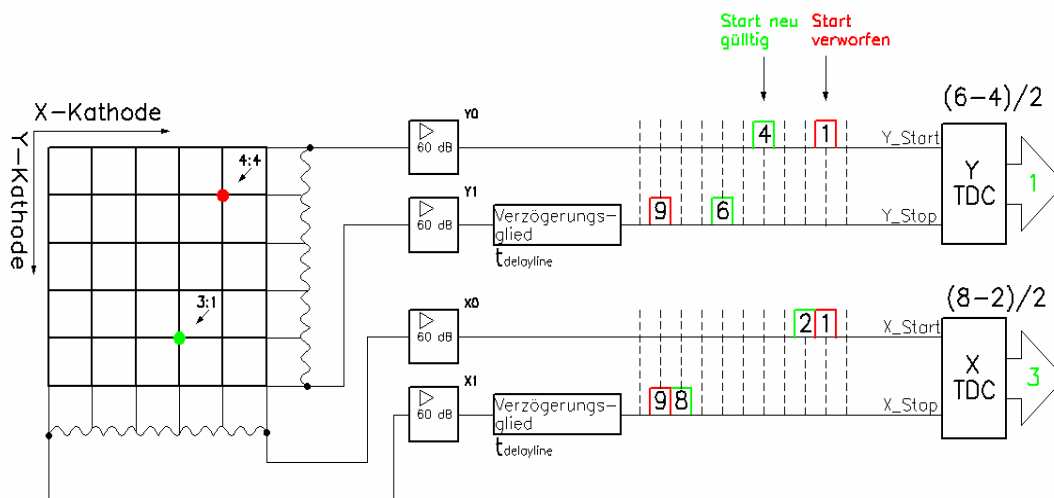 Start neu
gülltig
Start
verworfen
X-Kathode
Y-Kathode
4:4
3:1
Y0
60 dB
4
1
Y_Start
(6-4)/2
Y
TDC
1
Y1
60 dB
Verzögerungs-
glied
tdelayline
9
6
Y_Stop
X0
60 dB
2
1
X_Start
(8-2)/2
X
TDC
3
X1
60 dB
Verzögerungs-
glied
tdelayline
9
8
X_Stop